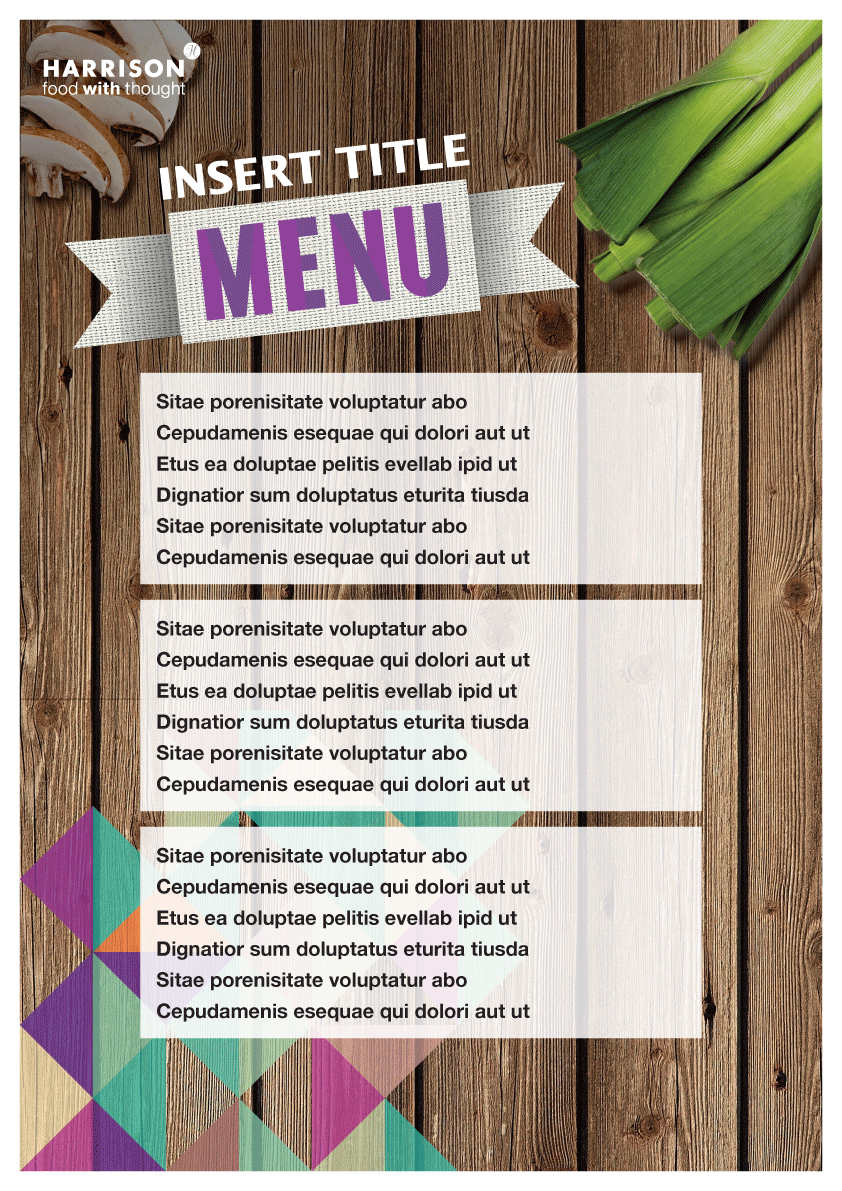 H
HARRISON
food with thought
INSERT TITLE
MENU
Sitae porenisitate voluptatur abo
Cepudamenis esequae qui dolori aut ut
Etus ea doluptae pelitis evellab ipid ut
Dignatior sum doluptatus eturita tiusda
Sitae porenisitate voluptatur abo
Cepudamenis esequae qui dolori aut ut
Sitae porenisitate voluptatur abo
Cepudamenis esequae qui dolori aut ut
Etus ea doluptae pelitis evellab ipid ut
Dignatior sum doluptatus eturita tiusda
Sitae porenisitate voluptatur abo
Cepudamenis esequae qui dolori aut ut
Sitae porenisitate voluptatur abo
Cepudamenis esequae qui dolori aut ut
Etus ea doluptae pelitis evellab ipid ut
Dignatior sum doluptatus eturita tiusda
Sitae porenisitate voluptatur abo
Cepudamenis esequae qui dolori aut ut